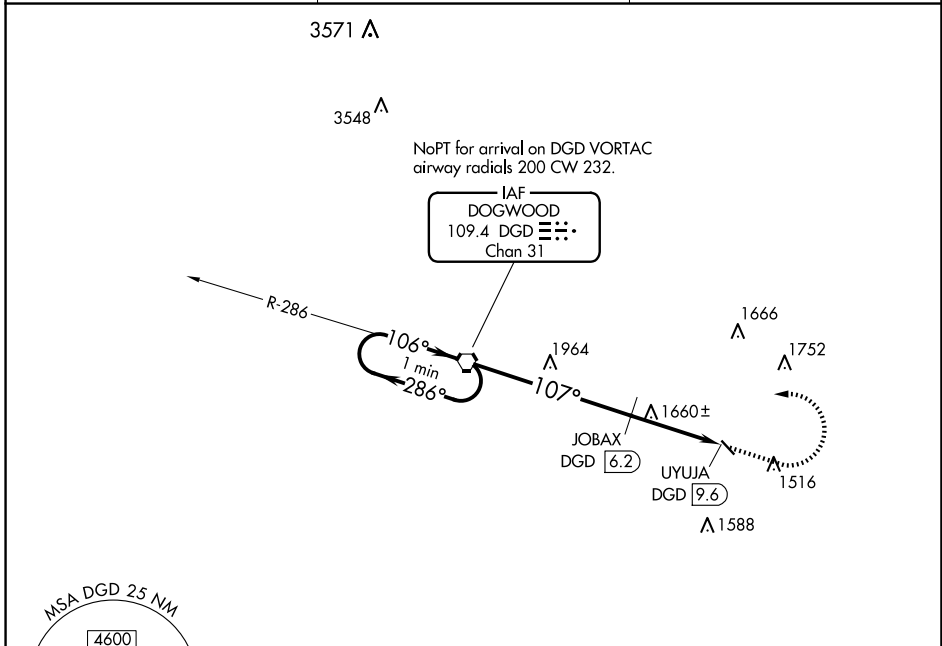 3571
3548
NoPT for arrival on DGD VORTAC
airway radials 200 CW 232.
IAF
DOGWOOD
109.4 DGD
Chan 31
R-286
106°
1 min
286°
1964
107°
1666
1752
1660±
JOBAX
DGD 6.2
UYUJA
DGD 9.6
1516
1588
MSA DGD 25 NM
4600